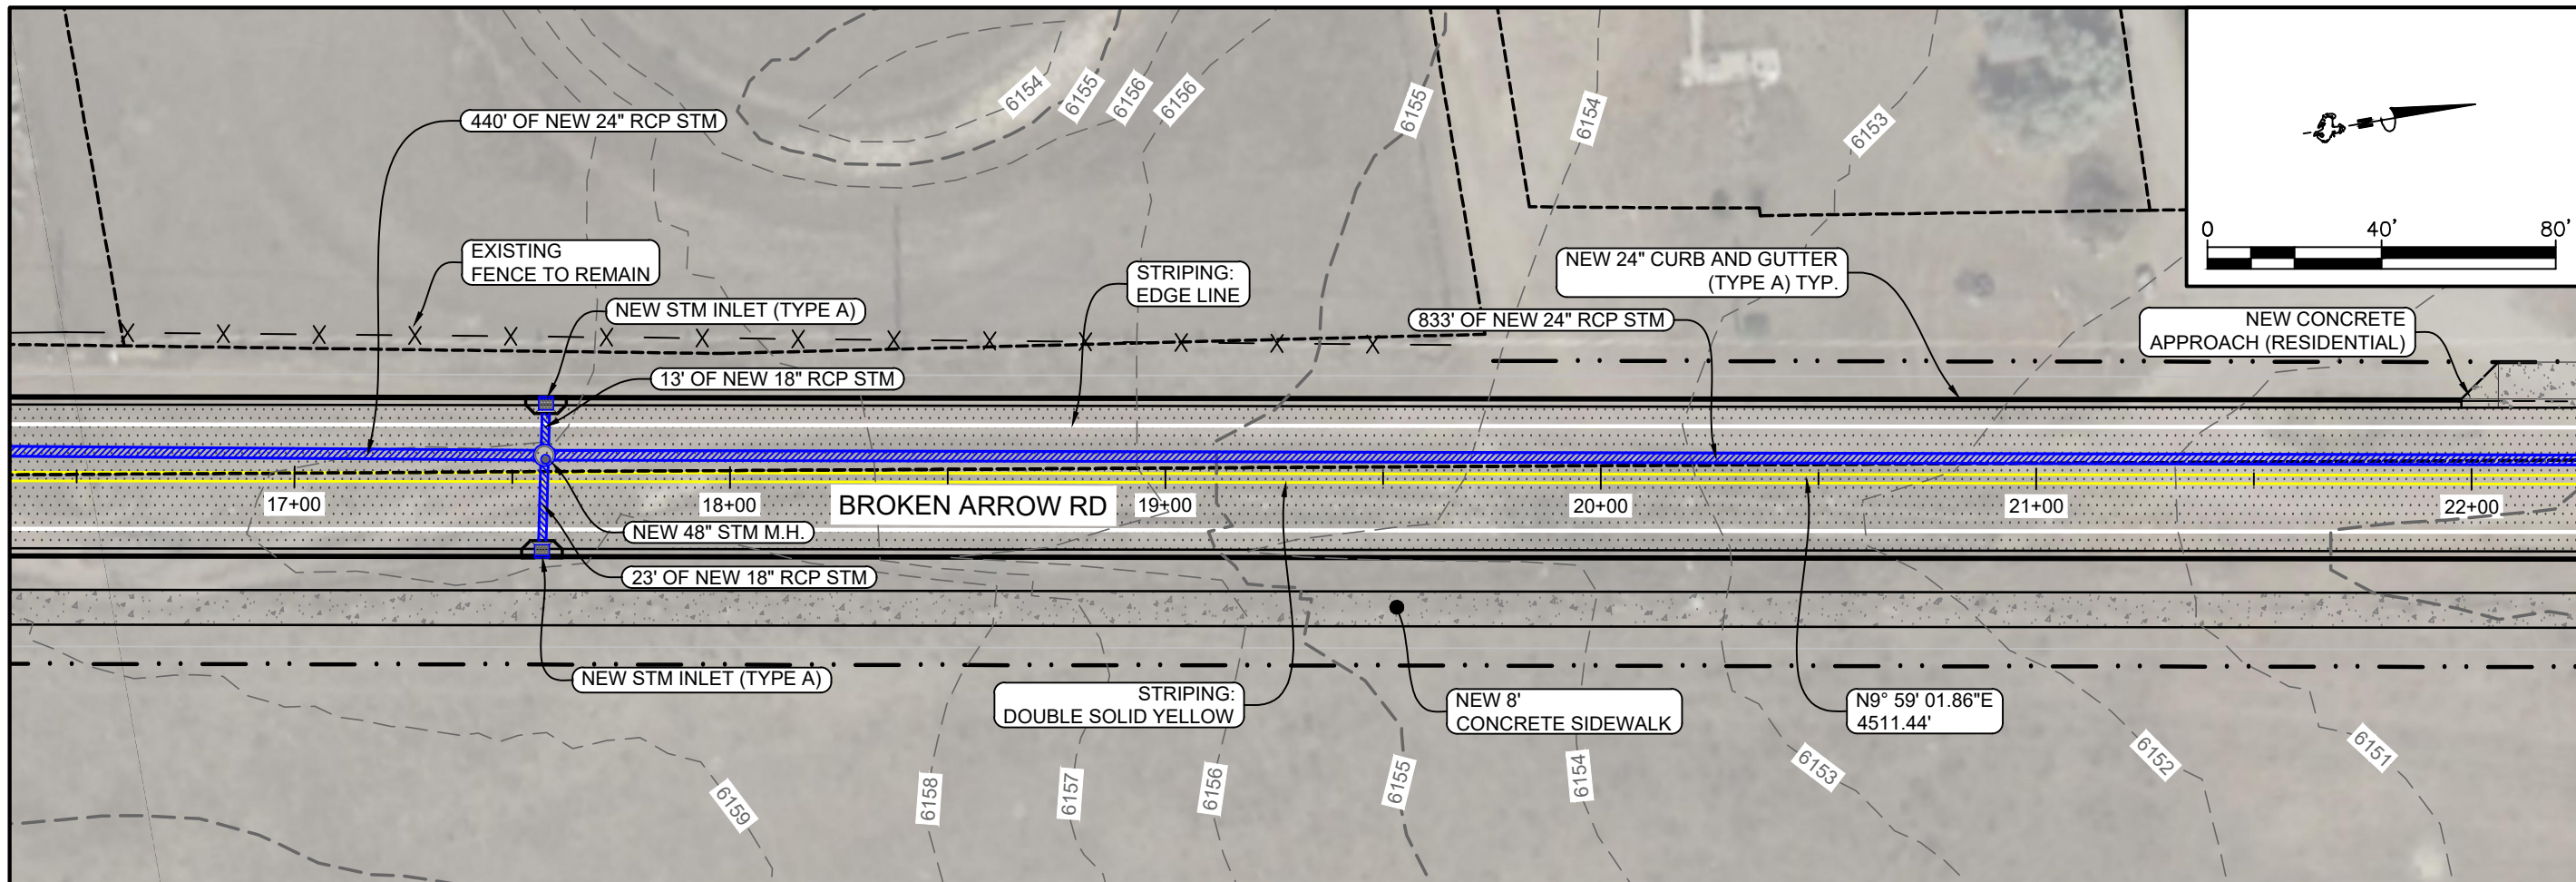 6154
6155
6156
6156
6155
6154
6153
0
40'
80'
440' OF NEW 24" RCP STM
EXISTING
FENCE TO REMAIN
NEW STM INLET (TYPE A)
STRIPING:
EDGE LINE
NEW 24" CURB AND GUTTER
(TYPE A) TYP.
833' OF NEW 24" RCP STM
NEW CONCRETE
APPROACH (RESIDENTIAL)
13' OF NEW 18" RCP STM
17+00
18+00
BROKEN ARROW RD
19+00
20+00
21+00
22+00
NEW 48" STM M.H.
23' OF NEW 18" RCP STM
NEW STM INLET (TYPE A)
STRIPING:
DOUBLE SOLID YELLOW
NEW 8'
CONCRETE SIDEWALK
N9° 59' 01.86"E
4511.44'
6159
6158
6157
6156
6155
6154
6153
6152
6151